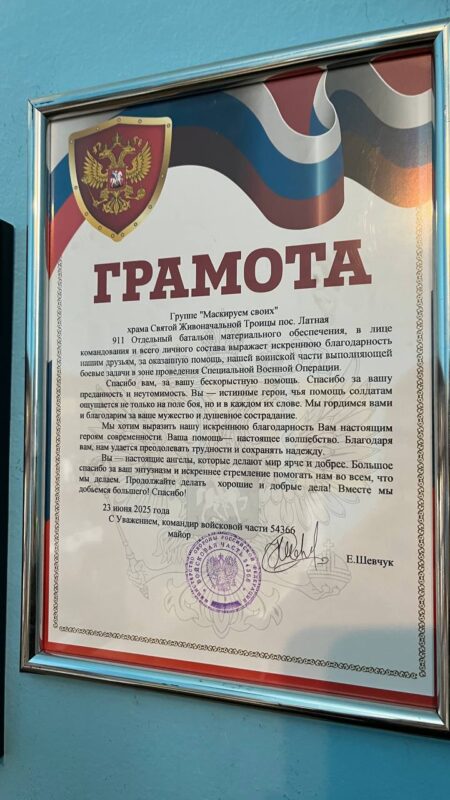 ГРАМОТА
Группе "Маскируем своих"
храма Святой Живоначальной Троицы пос. Латная
911 Отдельный батальон материального обеспечения, в лице
командования и всего личного состава выражает искреннюю благодарность
нашим друзьям, за оказанную помощь, нашей воинской части выполняющей
боевые задачи в зоне проведения Специальной Военной Операции.
Спасибо вам, за вашу бескорыстную помощь. Спасибо за вашу
преданность и неутомимость. Вы — истинные герои, чья помощь солдатам
ощущается не только на поле боя, но и в каждом их слове. Мы гордимся вами
и благодарим за ваше мужество и душевное сострадание.
Мы хотим выразить нашу искреннюю благодарность Вам настоящим
героям современности. Ваша помощь— настоящее волшебство. Благодаря
вам, нам удается преодолевать трудности и сохранять надежду.
Вы — настоящие ангелы, которые делают мир ярче и добрее. Большое
спасибо за ваш энтузиазм и искреннее стремление помогать нам во всем, что
мы делаем. Продолжайте делать хорошие и добрые дела! Вместе мы
добьемся большего! Спасибо!
23 июня 2025 года
С Уважением, командир войсковой части 54366
майор
Е.Шевчук
МИНИСТЕРСТВО ОБОРОНЫ РОССИЙСКОЙ ФЕДЕРАЦИИ
ВОЙСКОВАЯ ЧАСТЬ